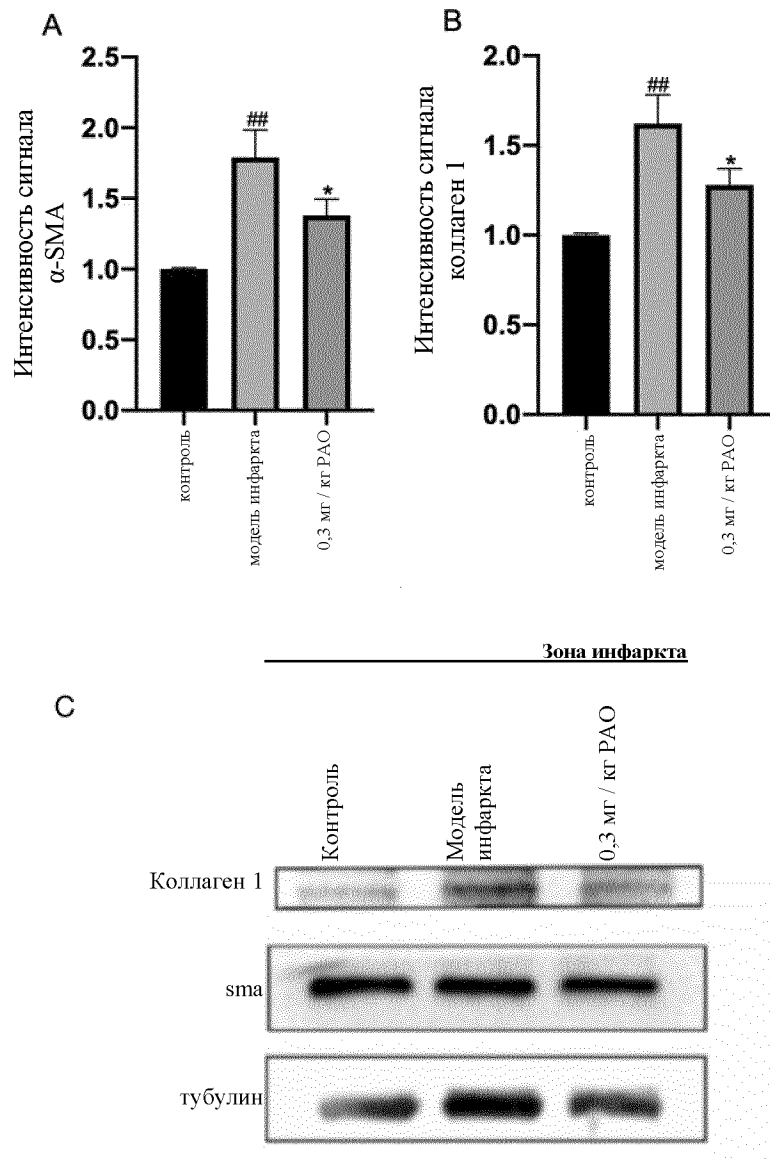 A
Интенсивность сигнала
α-SMA
2.5
2.0
1.5
1.0
0.5
0.0
##
*
контроль
модель инфаркта
0,3 мг / кг PAO
B
Интенсивность сигнала
коллаген 1
2.0
1.5
1.0
0.5
0.0
##
*
контроль
модель инфаркта
0,3 мг / кг PAO
Зона инфаркта
C
Контроль
Модель
инфаркта
0,3 мг / кг PAO
Коллаген 1
sma
тубулин